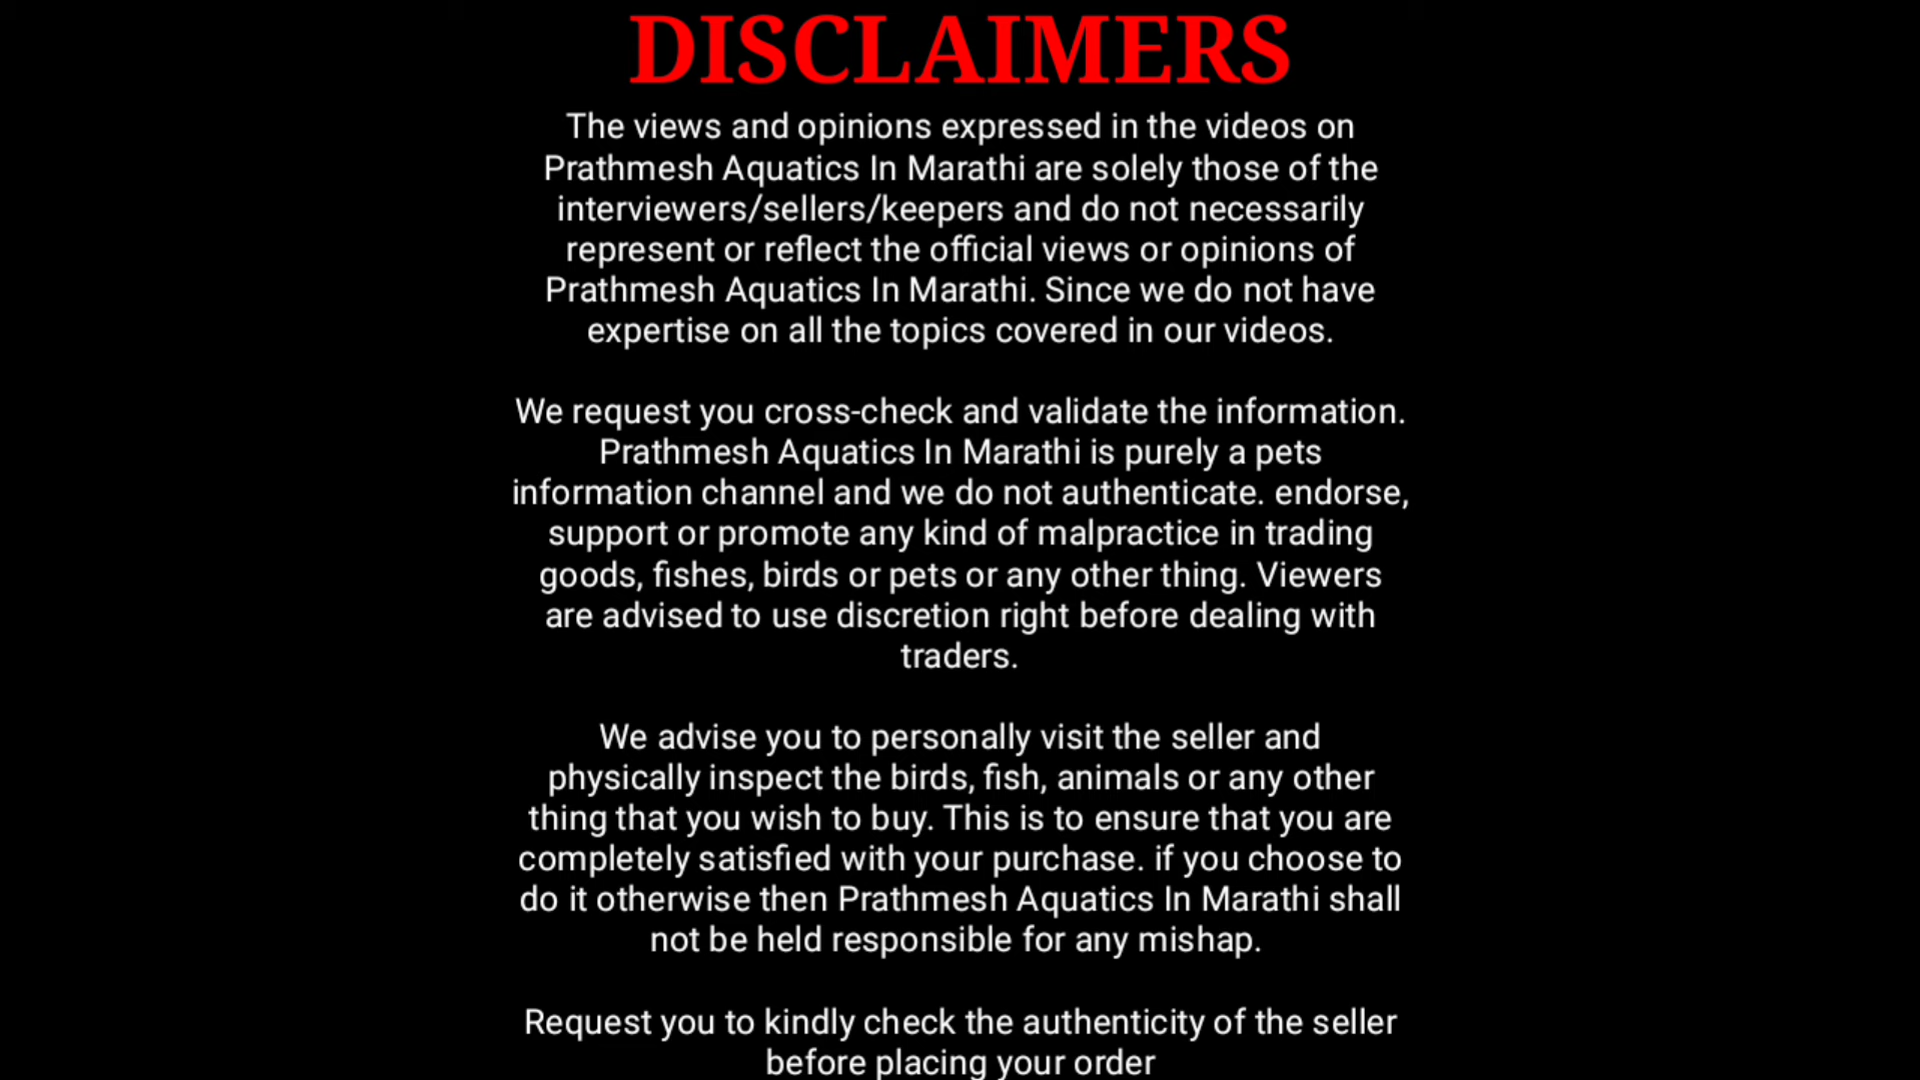 DISCLAIMERS
The views and opinions expressed in the videos on
Prathmesh Aquatics In Marathi are solely those of the
interviewers/sellers/keepers and do not necessarily
represent or reflect the official views or opinions of
Prathmesh Aquatics In Marathi. Since we do not have
expertise on all the topics covered in our videos.
We request you cross-check and validate the information.
Prathmesh Aquatics In Marathi is purely a pets
information channel and we do not authenticate. endorse,
support or promote any kind of malpractice in trading
goods, fishes, birds or pets or any other thing. Viewers
are advised to use discretion right before dealing with
traders.
We advise you to personally visit the seller and
physically inspect the birds, fish, animals or any other
thing that you wish to buy. This is to ensure that you are
completely satisfied with your purchase. if you choose to
do it otherwise then Prathmesh Aquatics In Marathi shall
not be held responsible for any mishap.
Request you to kindly check the authenticity of the seller
before placing your order